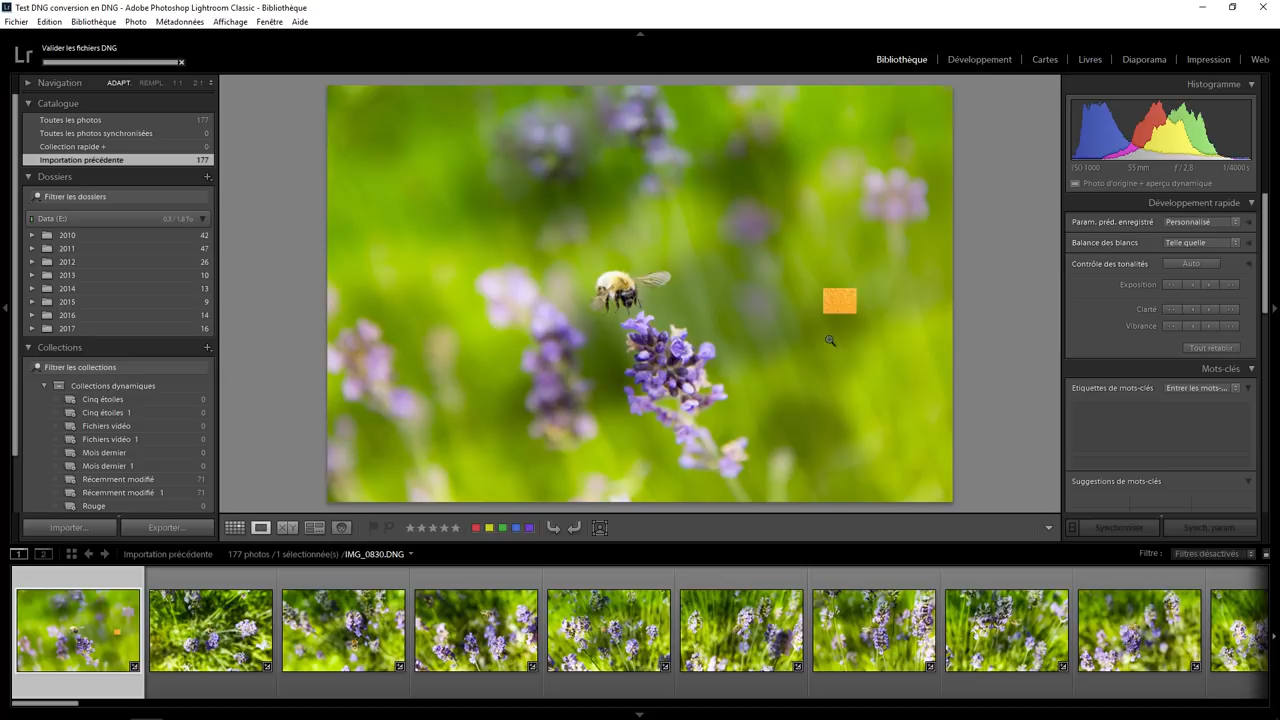 Test DNG conversion en DNG - Adobe Photoshop Lightroom Classic - Bibliothèque
Fichier Edition Bibliothèque Photo Métadonnées Affichage Fenêtre Aide
Lr
Valider les fichiers DNG
Bibliothèque Développement Cartes Livres Diaporama Impression Web
Navigation ADAPT. REMPL. 1:1 2:1
Catalogue
Toutes les photos 177
Toutes les photos synchronisées 0
Collection rapide + 0
Importation précédente 177
Dossiers +
Filtrer les dossiers
Data (E:) 0,3 / 1,8 To
2010 42
2011 47
2012 26
2013 10
2014 13
2015 9
2016 14
2017 16
Collections +
Filtrer les collections
Collections dynamiques
Cinq étoiles 0
Cinq étoiles 1 0
Fichiers vidéo 0
Fichiers vidéo 1 0
Mois dernier 0
Mois dernier 1 0
Récemment modifié 71
Récemment modifié 1 71
Rouge 0
Importer... Exporter...
Histogramme
ISO 1000 55 mm f / 2,8 1/4000s
Photo d'origine + aperçu dynamique
Développement rapide
Param. préd. enregistré Personnalisé
Balance des blancs Telle quelle
Contrôle des tonalités Auto
Exposition
Clarté
Vibrance
Tout rétablir
Mots-clés
Etiquettes de mots-clés Entrer les mots-...
Suggestions de mots-clés
Synchroniser Synch. param.
XY
1 2 Importation précédente 177 photos /1 sélectionnée(s) /IMG_0830.DNG
Filtre : Filtres désactivés